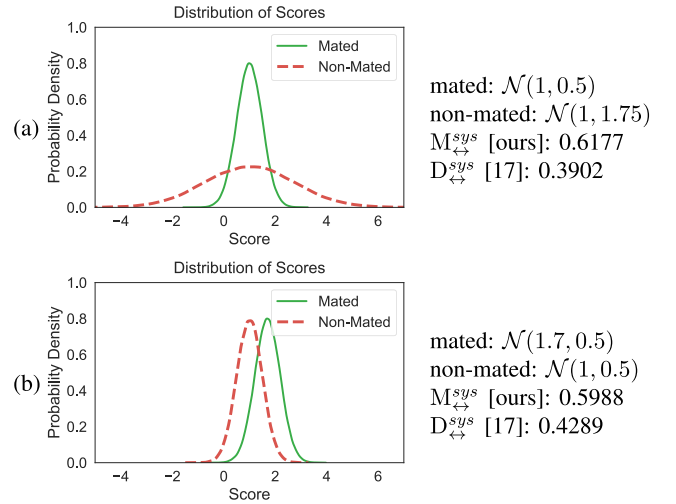 (a)
Distribution of Scores
Probability Density
1.0
0.8
0.6
0.4
0.2
0.0
Mated
Non-Mated
−4 −2 0 2 4 6
Score
mated: 𝒩(1, 0.5)
non-mated: 𝒩(1, 1.75)
M^{sys}_{↔} [ours]: 0.6177
D^{sys}_{↔} [17]: 0.3902
(b)
Distribution of Scores
Probability Density
1.0
0.8
0.6
0.4
0.2
0.0
Mated
Non-Mated
−4 −2 0 2 4 6
Score
mated: 𝒩(1.7, 0.5)
non-mated: 𝒩(1, 0.5)
M^{sys}_{↔} [ours]: 0.5988
D^{sys}_{↔} [17]: 0.4289